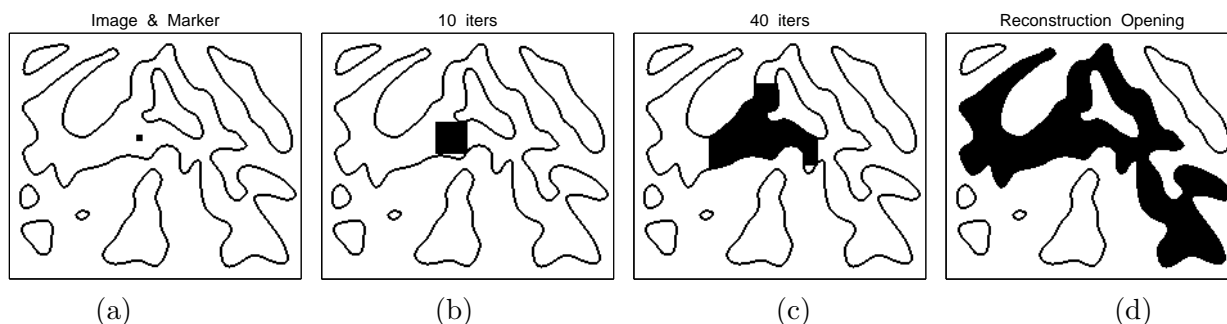 Image & Marker
10 iters
40 iters
Reconstruction Opening
(a)
(b)
(c)
(d)